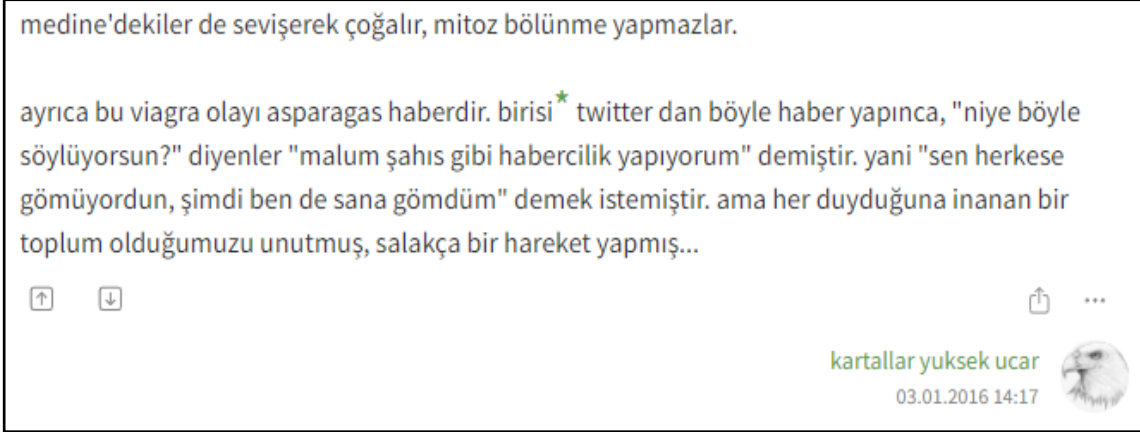 medine'dekiler de sevişerek çoğalır, mitoz bölünme yapmazlar.
ayrıca bu viagra olayı asparagas haberdir. birisi* twitter dan böyle haber yapınca, "niye böyle
söylüyorsun?" diyenler "malum şahıs gibi habercilik yapıyorum" demiştir. yani "sen herkese
gömüyordun, şimdi ben de sana gömdüm" demek istemiştir. ama her duyduğuna inanan bir
toplum olduğumuzu unutmuş, salakça bir hareket yapmış...
kartallar yuksek ucar
03.01.2016 14:17